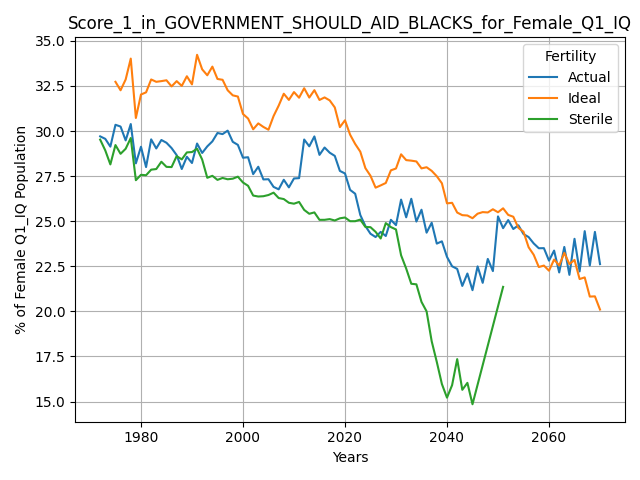 Score_1_in_GOVERNMENT_SHOULD_AID_BLACKS_for_Female_Q1_IQ
Fertility
Actual
Ideal
Sterile
% of Female Q1_IQ Population
35.0
32.5
30.0
27.5
25.0
22.5
20.0
17.5
15.0
1980 2000 2020 2040 2060
Years